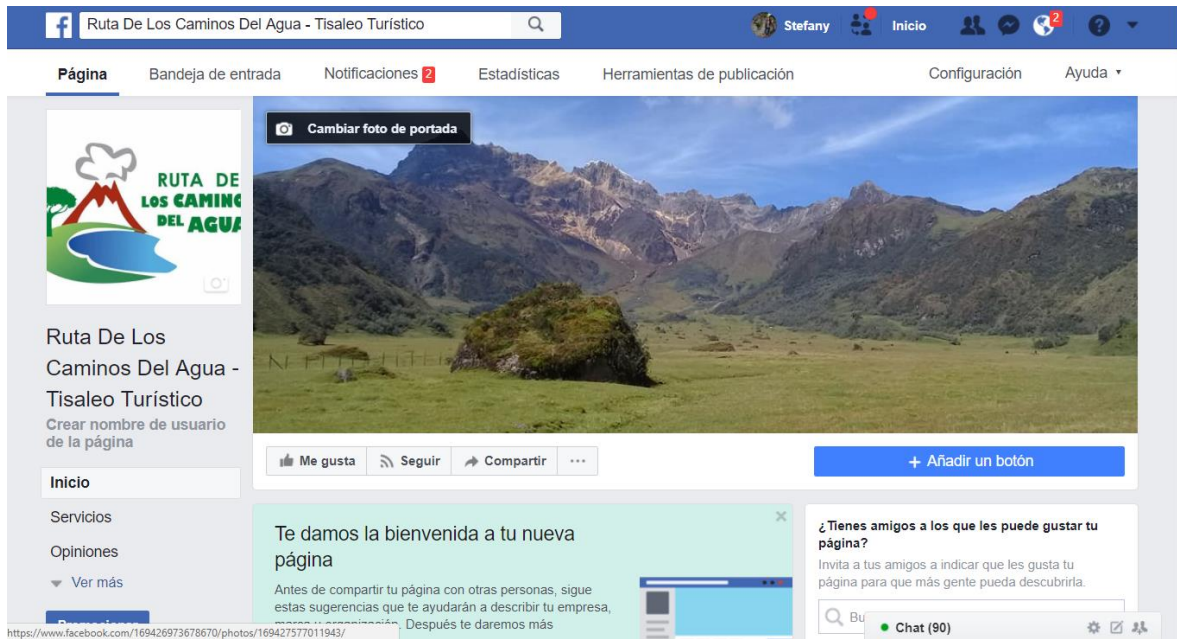 Ruta De Los Caminos Del Agua - Tisaleo Turístico
Stefany
Inicio
2
Página
Bandeja de entrada
Notificaciones 2
Estadísticas
Herramientas de publicación
Configuración
Ayuda
Cambiar foto de portada
RUTA DE
LOS CAMINO
DEL AGUA
Ruta De Los
Caminos Del Agua -
Tisaleo Turístico
Crear nombre de usuario
de la página
Inicio
Servicios
Opiniones
Ver más
Me gusta
Seguir
Compartir
...
+ Añadir un botón
Te damos la bienvenida a tu nueva
página
Antes de compartir tu página con otras personas, sigue
estas sugerencias que te ayudarán a describir tu empresa,
marca u organización. Después te daremos más
¿Tienes amigos a los que les puede gustar tu
página?
Invita a tus amigos a indicar que les gusta tu
página para que más gente pueda descubrirla.
Bu
Chat (90)
https://www.facebook.com/169426973678670/photos/169427577011943/